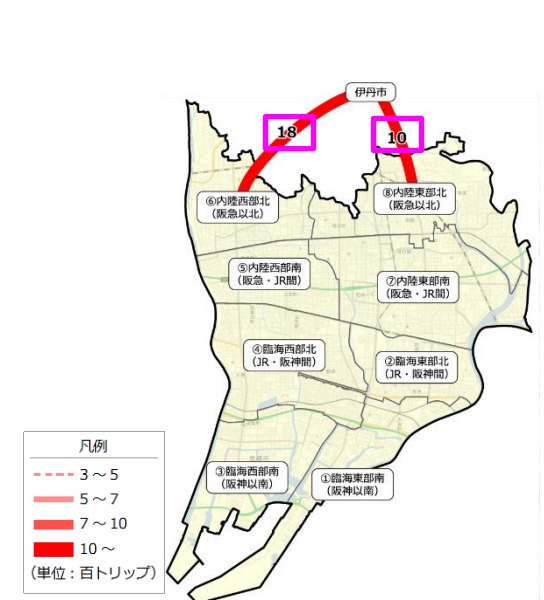 伊丹市
18
10
⑥内陸西部北
（阪急以北）
⑧内陸東部北
（阪急以北）
⑤内陸西部南
（阪急・JR間）
⑦内陸東部南
（阪急・JR間）
④臨海西部北
（JR・阪神間）
②臨海東部北
（JR・阪神間）
③臨海西部南
（阪神以南）
①臨海東部南
（阪神以南）
凡例
3～5
5～7
7～10
10～
（単位：百トリップ）